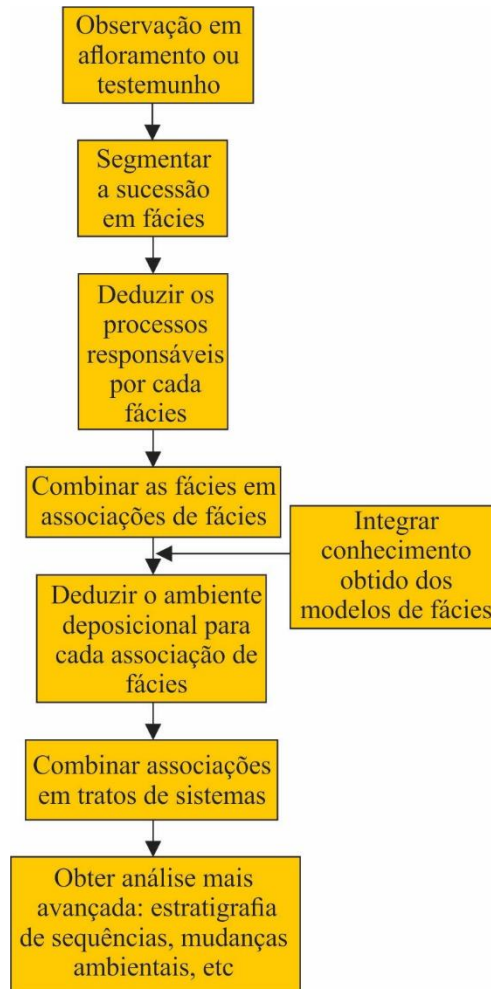 Observação em
afloramento ou
testemunho
Segmentar
a sucessão
em fácies
Deduzir os
processos
responsáveis
por cada
fácies
Combinar as fácies em
associações de fácies
Integrar
conhecimento
obtido dos
modelos de fácies
Deduzir o ambiente
deposicional para
cada associação de
fácies
Combinar associações
em tratos de sistemas
Obter análise mais
avançada: estratigrafia
de sequências, mudanças
ambientais, etc